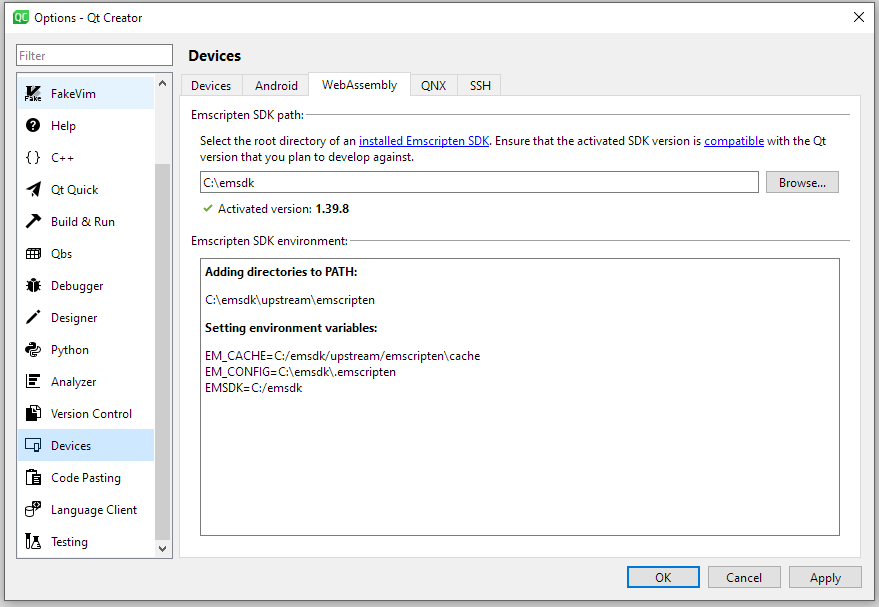 QC Options - Qt Creator
Filter
FakeVim
Help
C++
Qt Quick
Build & Run
Qbs
Debugger
Designer
Python
Analyzer
Version Control
Devices
Code Pasting
Language Client
Testing
Devices
Devices Android WebAssembly QNX SSH
Emscripten SDK path:
Select the root directory of an installed Emscripten SDK. Ensure that the activated SDK version is compatible with the Qt
version that you plan to develop against.
C:\emsdk
Browse...
Activated version: 1.39.8
Emscripten SDK environment:
Adding directories to PATH:
C:\emsdk\upstream\emscripten
Setting environment variables:
EM_CACHE=C:/emsdk/upstream/emscripten\cache
EM_CONFIG=C:\emsdk\.emscripten
EMSDK=C:/emsdk
OK Cancel Apply